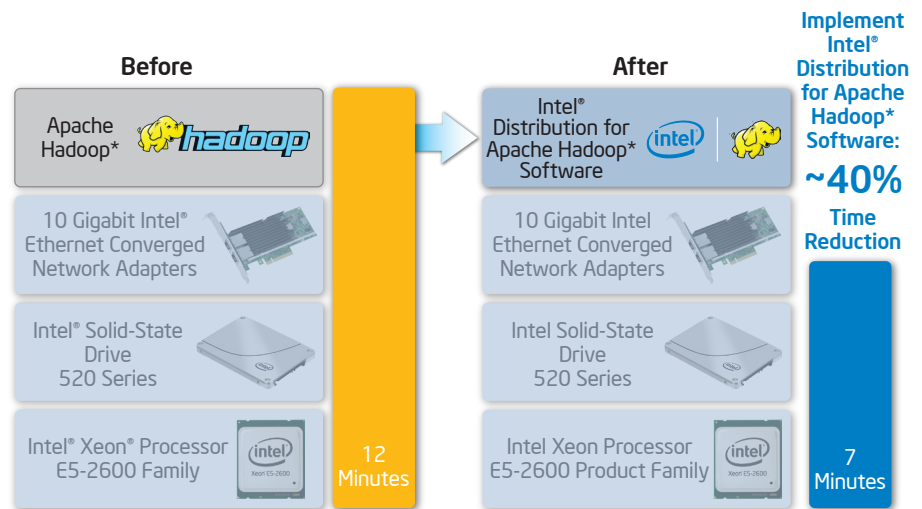 Before
Apache
Hadoop*
hadoop
10 Gigabit Intel®
Ethernet Converged
Network Adapters
Intel® Solid-State
Drive
520 Series
Intel® Xeon® Processor
E5-2600 Family
(intel)
Xeon E5-2600
12
Minutes
After
Intel®
Distribution for
Apache Hadoop*
Software
(intel)
10 Gigabit Intel
Ethernet Converged
Network Adapters
Intel Solid-State
Drive
520 Series
Intel Xeon Processor
E5-2600 Product Family
(intel)
Xeon E5-2600
Implement
Intel®
Distribution
for Apache
Hadoop*
Software:
~40%
Time
Reduction
7
Minutes